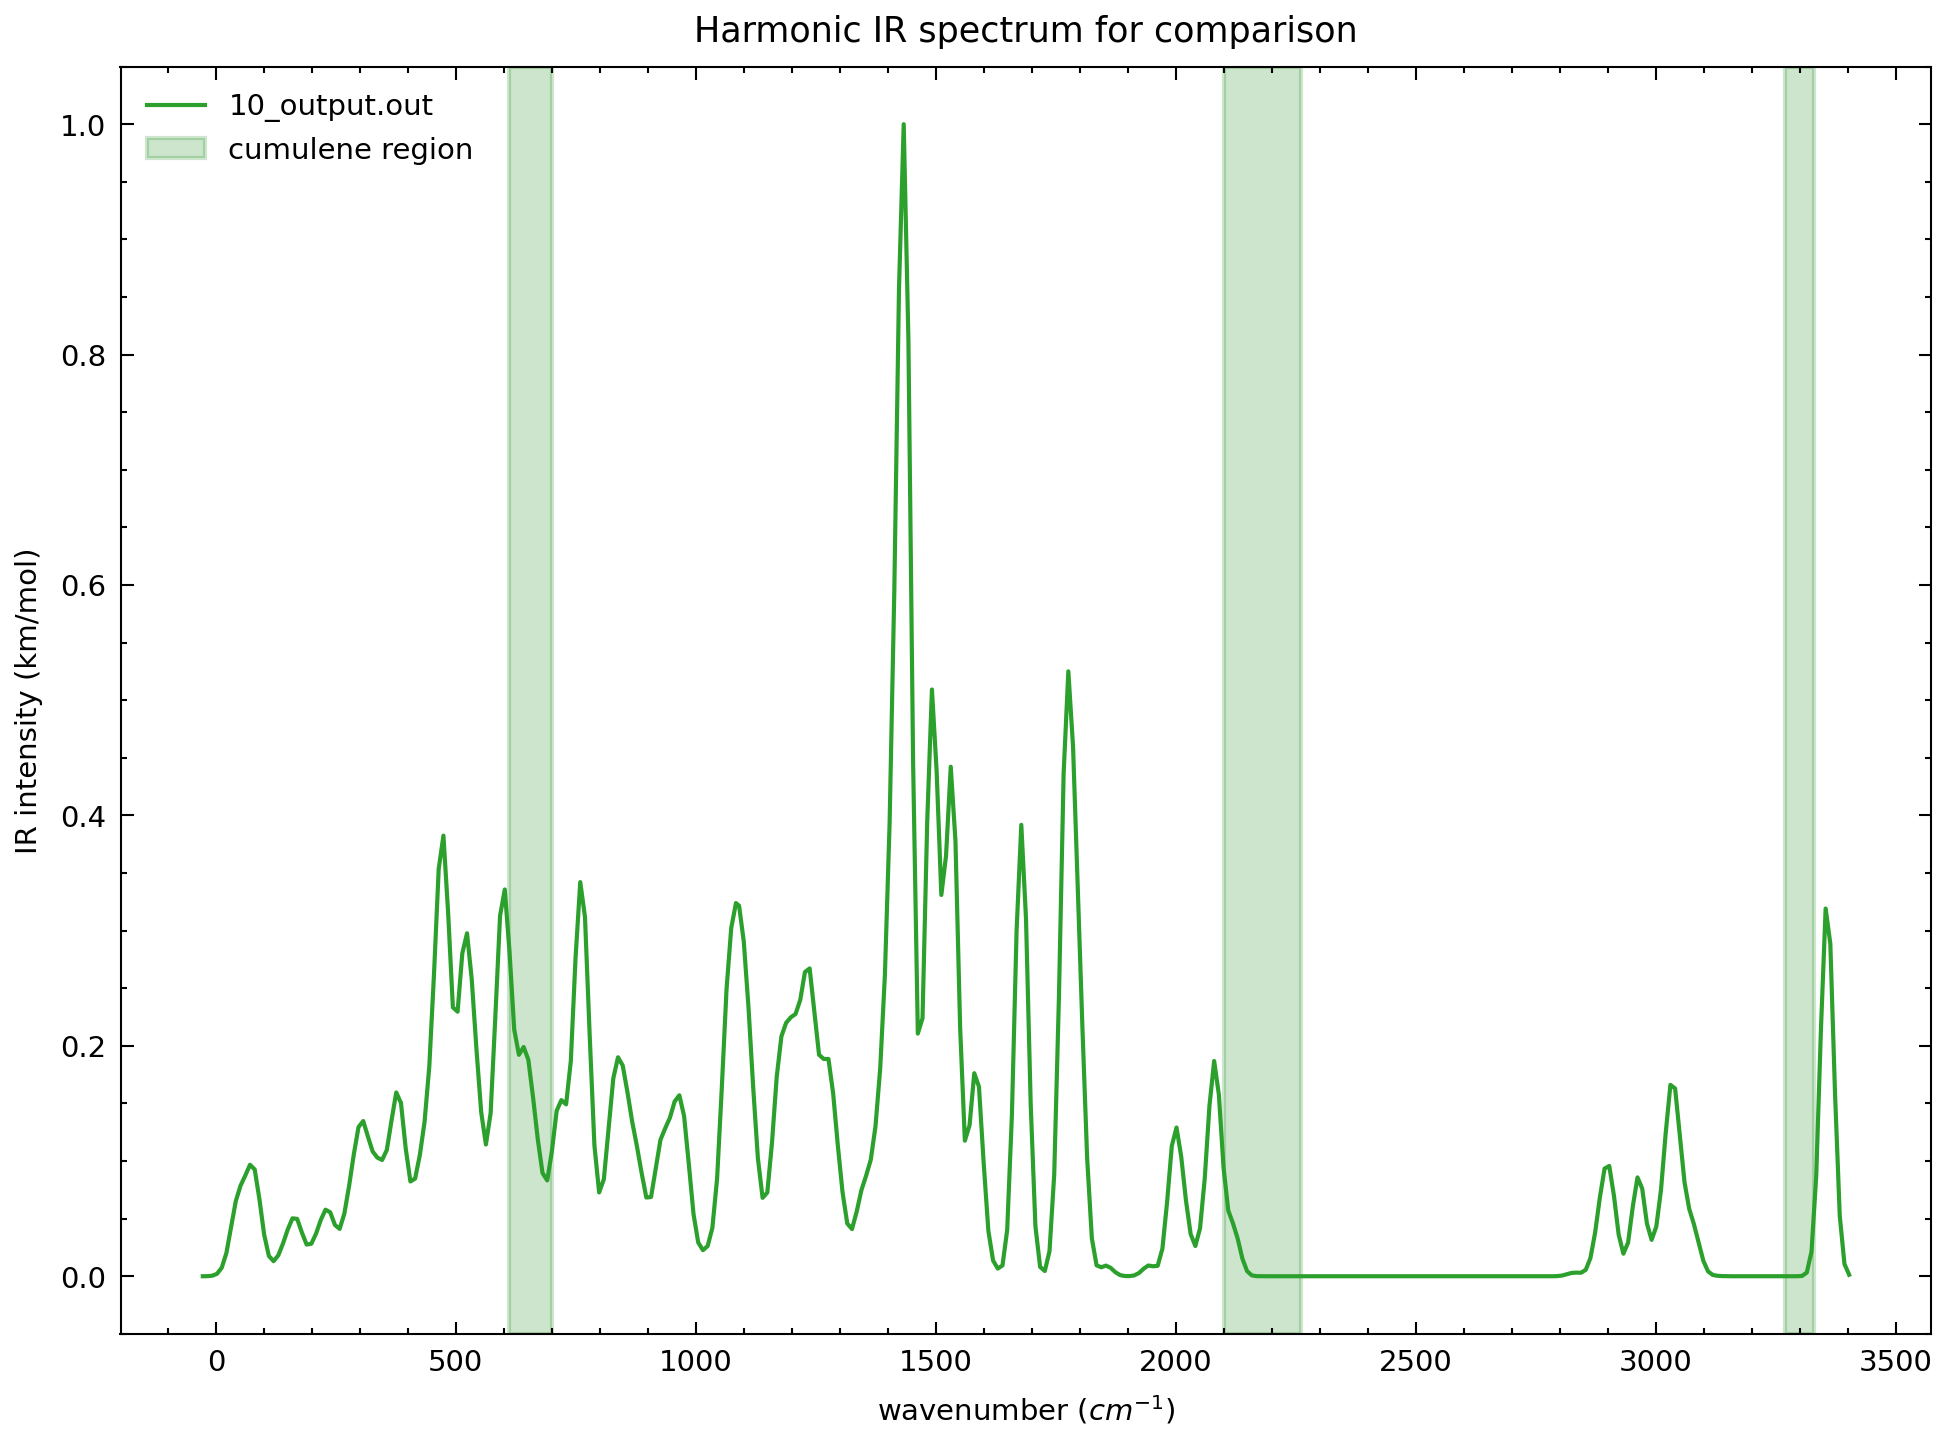 Harmonic IR spectrum for comparison
10_output.out
cumulene region
1.0
0.8
0.6
0.4
0.2
0.0
IR intensity (km/mol)
0 500 1000 1500 2000 2500 3000 3500
wavenumber (cm⁻¹)